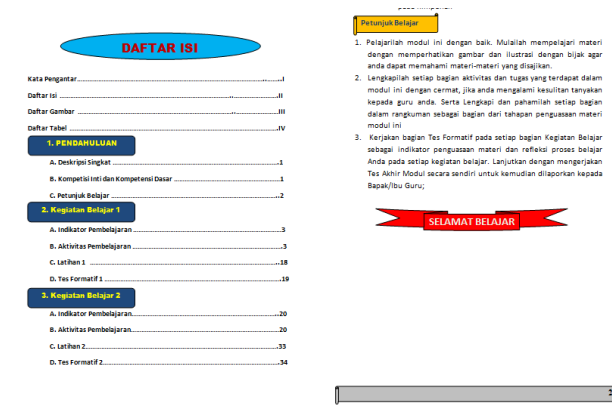 DAFTAR ISI
Kata Pengantar.....I
Daftar Isi.....II
Daftar Gambar.....III
Daftar Tabel.....IV
1. PENDAHULUAN
A. Deskripsi Singkat.....1
B. Kompetisi Inti dan Kompetensi Dasar.....1
C. Petunjuk Belajar.....2
2. Kegiatan Belajar 1
A. Indikator Pembelajaran.....3
B. Aktivitas Pembelajaran.....3
C. Latihan 1.....18
D. Tes Formatif 1.....19
3. Kegiatan Belajar 2
A. Indikator Pembelajaran.....20
B. Aktivitas Pembelajaran.....20
C. Latihan 2.....33
D. Tes Formatif 2.....34
Petunjuk Belajar
1. Pelajarilah modul ini dengan baik. Mulailah mempelajari materi
dengan memperhatikan gambar dan ilustrasi dengan bijak agar
anda dapat memahami materi-materi yang disajikan.
2. Lengkapilah setiap bagian aktivitas dan tugas yang terdapat dalam
modul ini dengan cermat, jika anda mengalami kesulitan tanyakan
kepada guru anda. Serta Lengkapi dan pahamilah setiap bagian
dalam rangkuman sebagai bagian dari tahapan penguasaan materi
modul ini
3. Kerjakan bagian Tes Formatif pada setiap bagian Kegiatan Belajar
sebagai indikator penguasaan materi dan refleksi proses belajar
Anda pada setiap kegiatan belajar. Lanjutkan dengan mengerjakan
Tes Akhir Modul secara sendiri untuk kemudian dilaporkan kepada
Bapak/Ibu Guru;
SELAMAT BELAJAR